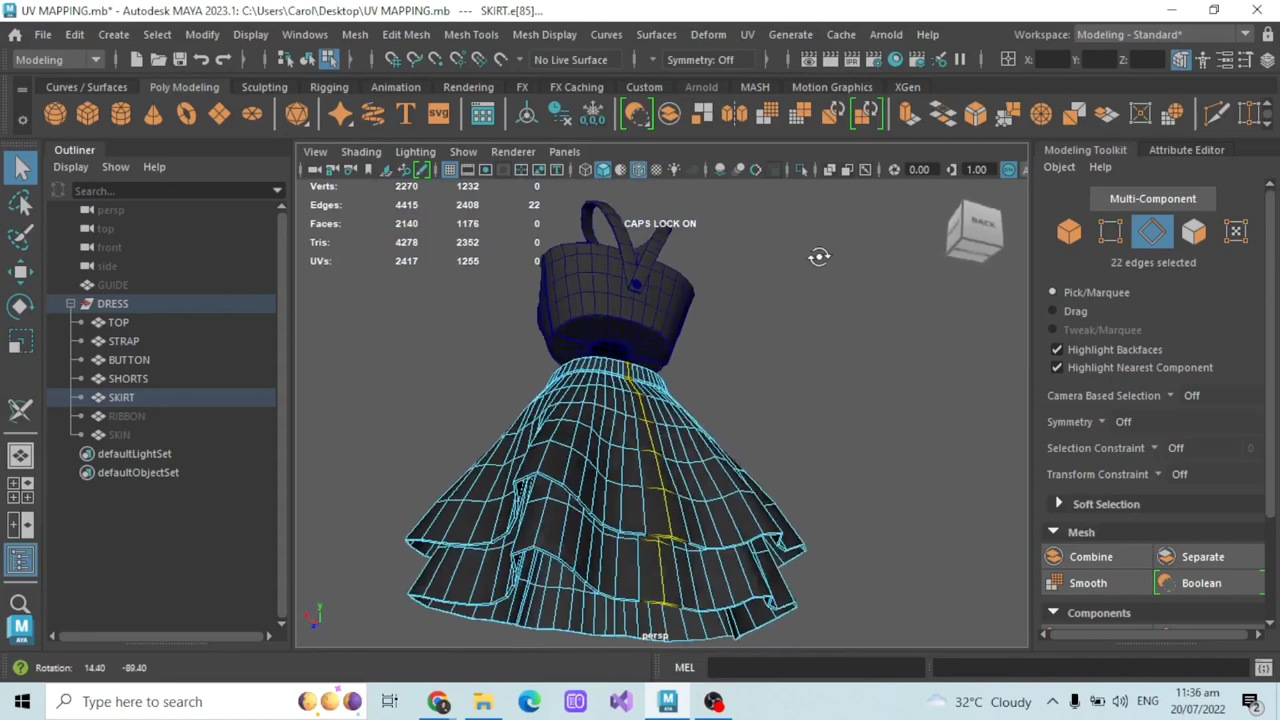 UV MAPPING.mb* - Autodesk MAYA 2023.1: C:\Users\Carol\Desktop\UV MAPPING.mb --- SKIRT.e[85]...
File Edit Create Select Modify Display Windows Mesh Edit Mesh Mesh Tools Mesh Display Curves Surfaces Deform UV Generate Cache Arnold Help Workspace: Modeling - Standard*
Modeling No Live Surface Symmetry: Off X: Y: Z:
Curves / Surfaces Poly Modeling Sculpting Rigging Animation Rendering FX FX Caching Custom Arnold MASH Motion Graphics XGen
Outliner
Display Show Help
Search...
persp
top
front
side
GUIDE
DRESS
TOP
STRAP
BUTTON
SHORTS
SKIRT
RIBBON
SKIN
defaultLightSet
defaultObjectSet
View Shading Lighting Show Renderer Panels
0.00 1.00
Verts: 2270 1232 0
Edges: 4415 2408 22
Faces: 2140 1176 0
Tris: 4278 2352 0
UVs: 2417 1255 0
CAPS LOCK ON
BACK
persp
Modeling Toolkit Attribute Editor
Object Help
Multi-Component
22 edges selected
Pick/Marquee
Drag
Tweak/Marquee
Highlight Backfaces
Highlight Nearest Component
Camera Based Selection Off
Symmetry Off
Selection Constraint Off 0
Transform Constraint Off
Soft Selection
Mesh
Combine Separate
Smooth Boolean
Components
Rotation: 14.40 -89.40 MEL
Type here to search 32°C Cloudy ENG 11:36 am
20/07/2022 2